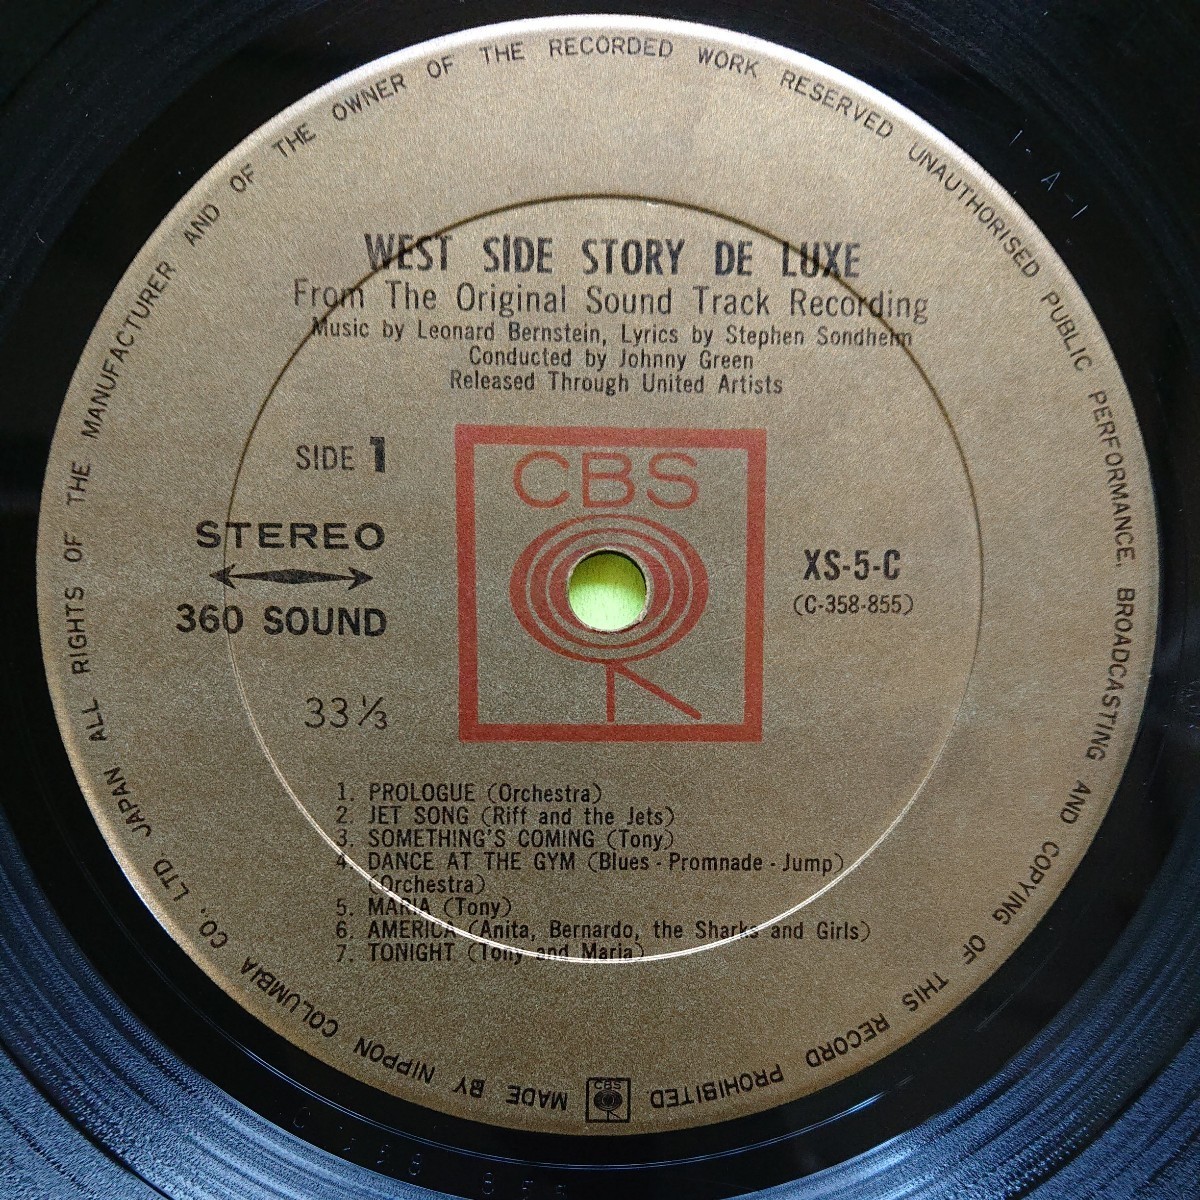 ALL RIGHTS OF THE MANUFACTURER AND OF THE OWNER OF THE RECORDED WORK RESERVED UNAUTHORISED PUBLIC PERFORMANCE, BROADCASTING AND COPYING OF THIS RECORD PROHIBITED
WEST SIDE STORY DE LUXE
From The Original Sound Track Recording
Music by Leonard Bernstein, Lyrics by Stephen Sondheim
Conducted by Johnny Green
Released Through United Artists
SIDE 1
STEREO
360 SOUND
33 1/3
CBS
XS-5-C
(C-358-855)
1. PROLOGUE (Orchestra)
2. JET SONG (Riff and the Jets)
3. SOMETHING'S COMING (Tony)
4. DANCE AT THE GYM (Blues - Promnade - Jump)
(Orchestra)
5. MARIA (Tony)
6. AMERICA (Anita, Bernardo, the Sharks and Girls)
7. TONIGHT (Tony and Maria)
CBS
MADE BY NIPPON COLUMBIA CO., LTD. JAPAN